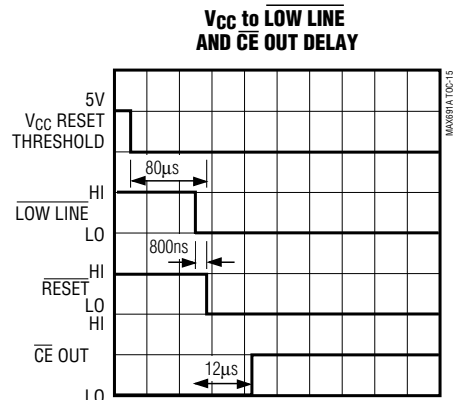 VCC to LOW LINE
AND CE OUT DELAY
MAX691A TOC-15
5V
VCC RESET
THRESHOLD
80µs
HI
LOW LINE
LO
800ns
HI
RESET
LO
HI
CE OUT
12µs
LO